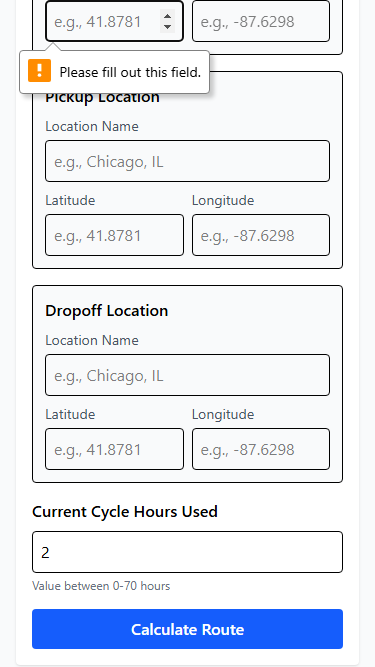 e.g., 41.8781 e.g., -87.6298
Please fill out this field.
Pickup Location
Location Name
e.g., Chicago, IL
Latitude Longitude
e.g., 41.8781 e.g., -87.6298
Dropoff Location
Location Name
e.g., Chicago, IL
Latitude Longitude
e.g., 41.8781 e.g., -87.6298
Current Cycle Hours Used
2
Value between 0-70 hours
Calculate Route